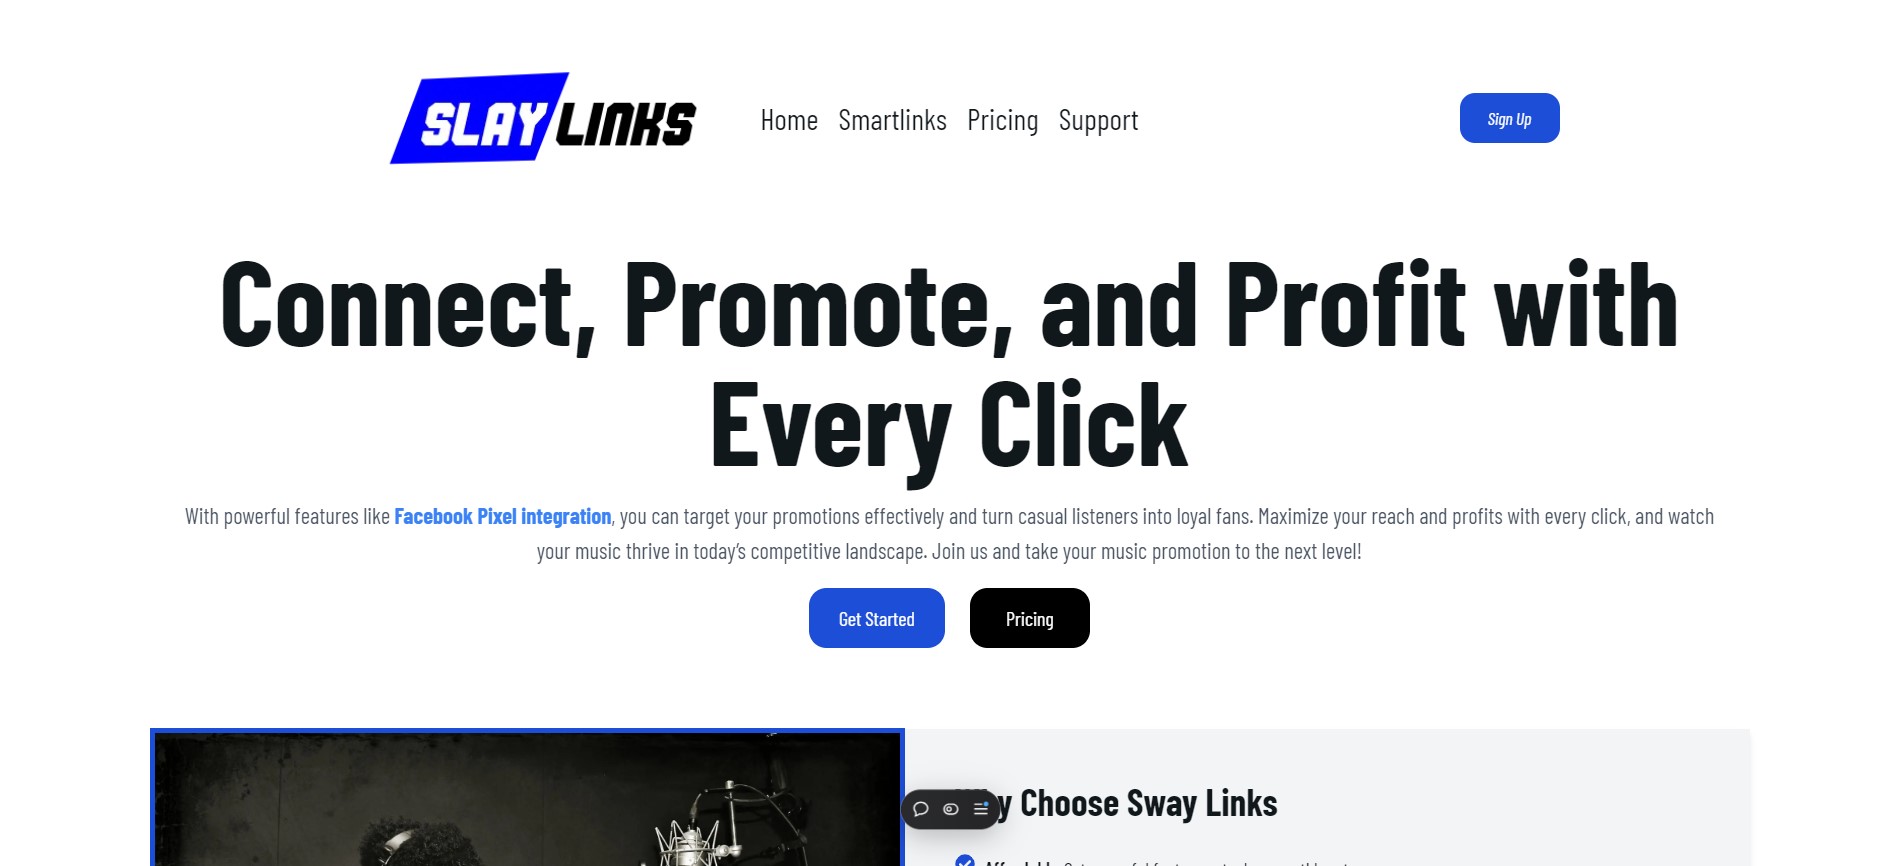 SLAY LINKS
Home Smartlinks Pricing Support
Sign Up
Connect, Promote, and Profit with
Every Click
With powerful features like Facebook Pixel integration, you can target your promotions effectively and turn casual listeners into loyal fans. Maximize your reach and profits with every click, and watch
your music thrive in today's competitive landscape. Join us and take your music promotion to the next level!
Get Started
Pricing
Choose Sway Links